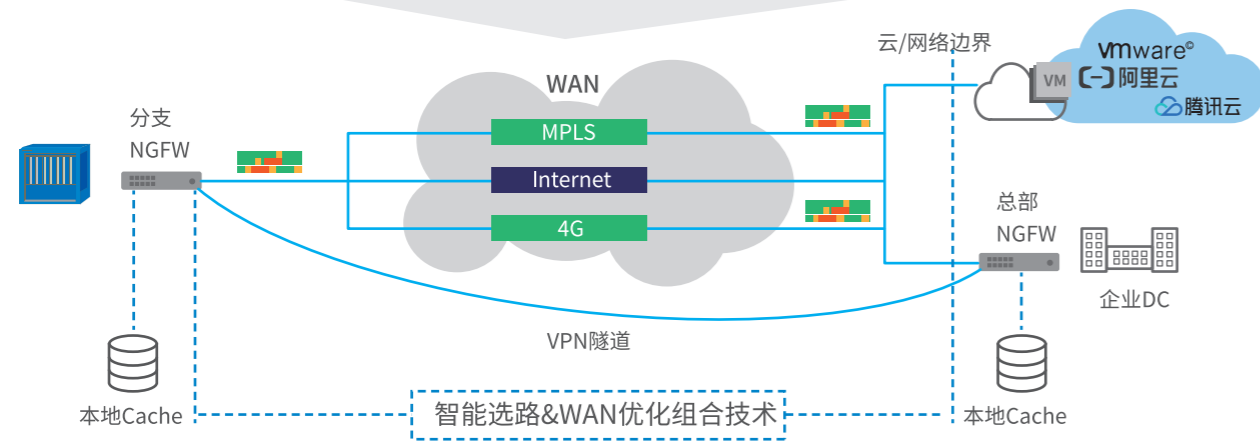 云/网络边界
vmware©
VM
阿里云
腾讯云
WAN
分支
NGFW
MPLS
Internet
4G
总部
NGFW
企业DC
VPN隧道
本地Cache
智能选路&WAN优化组合技术
本地Cache